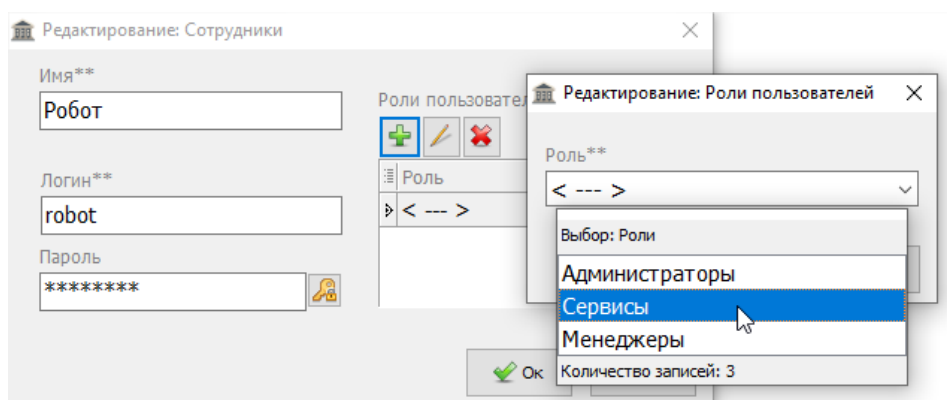 Редактирование: Сотрудники
Имя**
Робот
Логин**
robot
Пароль
********
Роли пользовател
Роль
< --- >
Ок
Редактирование: Роли пользователей
Роль**
< --- >
Выбор: Роли
Администраторы
Сервисы
Менеджеры
Количество записей: 3